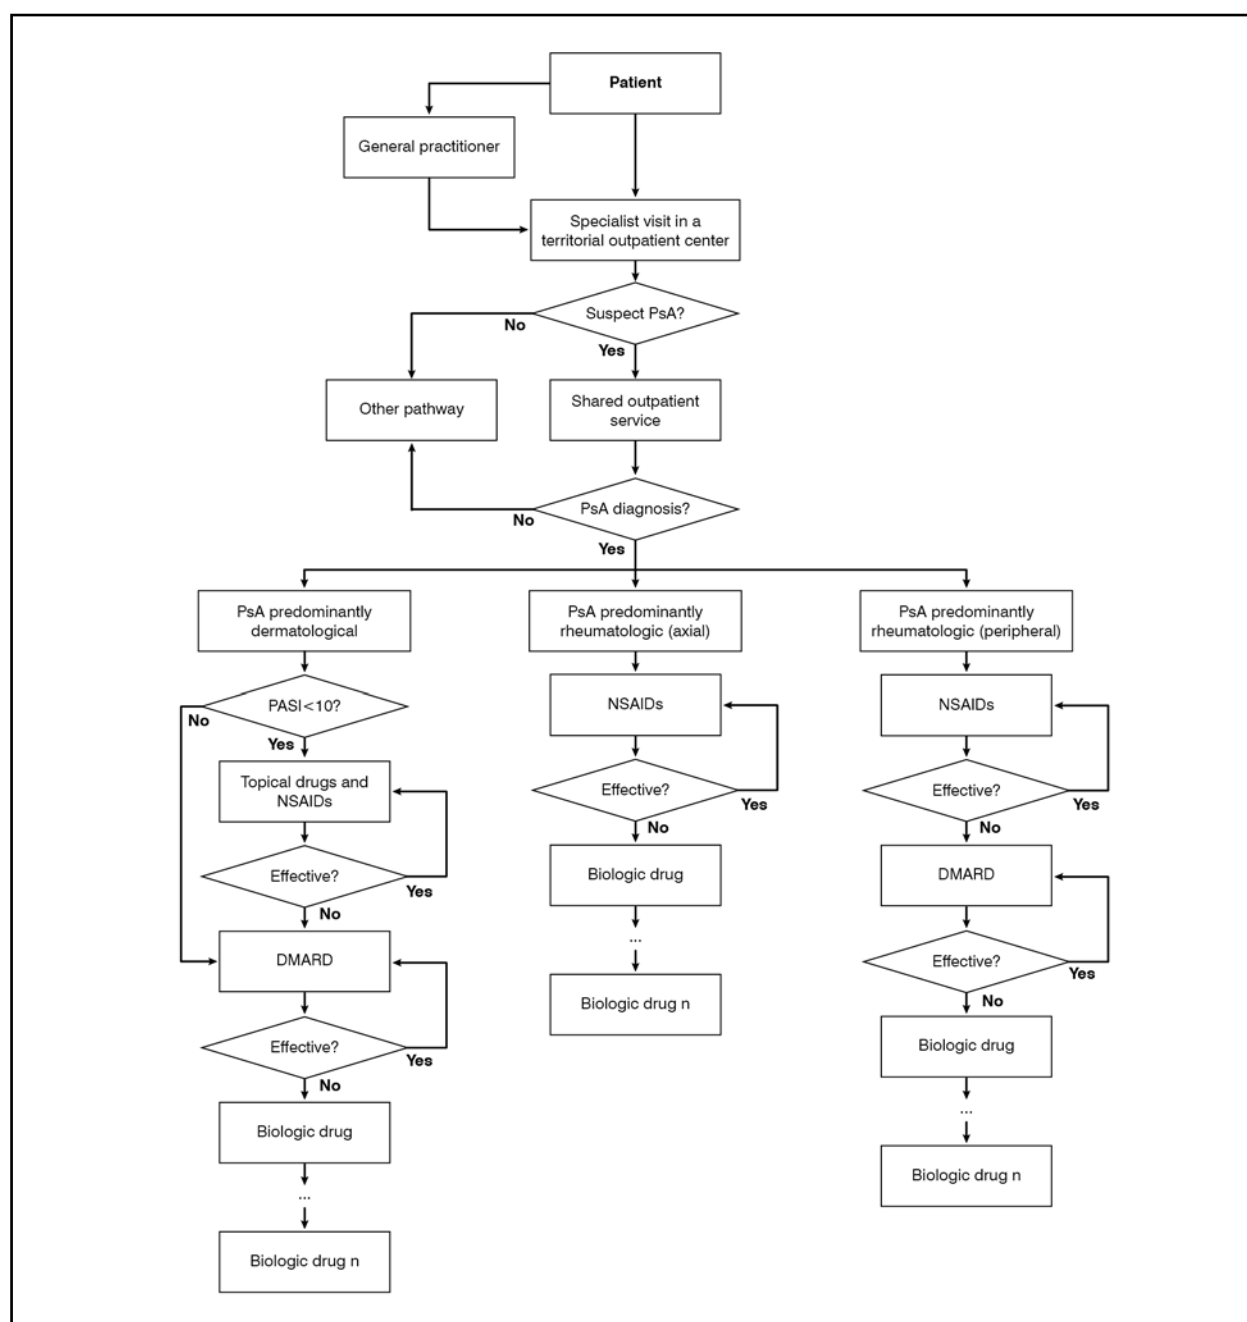 Patient
General practitioner
Specialist visit in a
territorial outpatient center
Suspect PsA?
No
Yes
Other pathway
Shared outpatient
service
PsA diagnosis?
No
Yes
PsA predominantly
dermatological
PASI<10?
No
Yes
Topical drugs and
NSAIDs
Effective?
Yes
No
DMARD
Effective?
Yes
No
Biologic drug
...
Biologic drug n
PsA predominantly
rheumatologic (axial)
NSAIDs
Effective?
Yes
No
Biologic drug
...
Biologic drug n
PsA predominantly
rheumatologic (peripheral)
NSAIDs
Effective?
Yes
No
DMARD
Effective?
Yes
No
Biologic drug
...
Biologic drug n